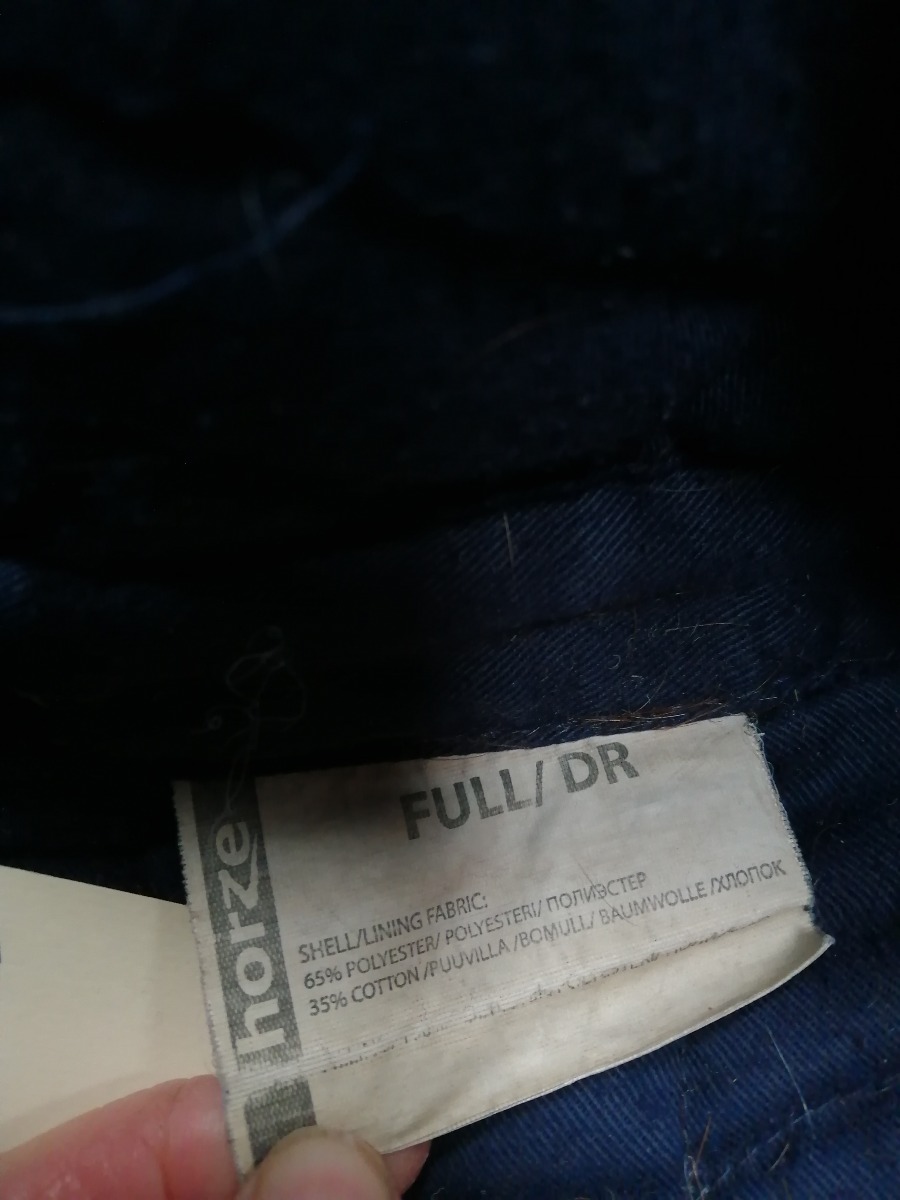 horze
FULL/ DR
SHELL/LINING FABRIC:
65% POLYESTER/ POLYESTERI/ ПОЛИЭСТЕР
35% COTTON /PUUVILLA /BOMULL/ BAUMWOLLE /ХЛОПОК